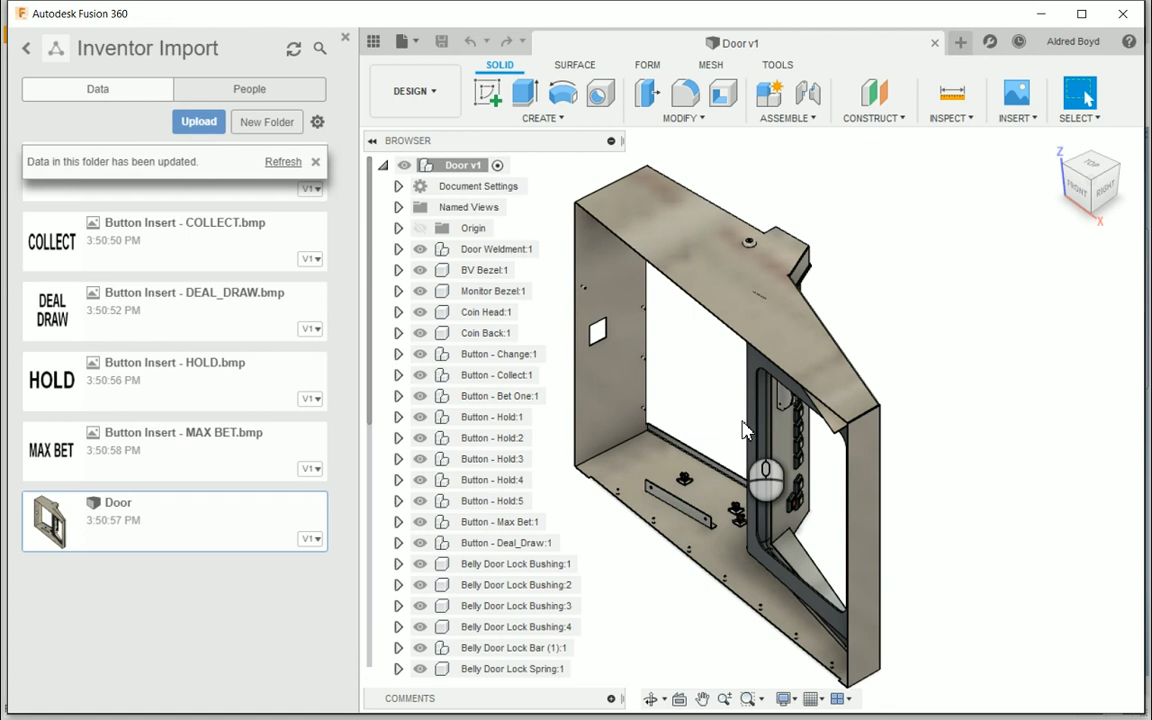 Autodesk Fusion 360
Inventor Import
Data
People
Upload
New Folder
Data in this folder has been updated.
Refresh
V1
COLLECT
Button Insert - COLLECT.bmp
3:50:50 PM
V1
DEAL
DRAW
Button Insert - DEAL_DRAW.bmp
3:50:52 PM
V1
HOLD
Button Insert - HOLD.bmp
3:50:56 PM
V1
MAX BET
Button Insert - MAX BET.bmp
3:50:58 PM
V1
Door
3:50:57 PM
V1
Door v1
Aldred Boyd
DESIGN
SOLID
SURFACE
FORM
MESH
TOOLS
CREATE
MODIFY
ASSEMBLE
CONSTRUCT
INSPECT
INSERT
SELECT
BROWSER
Door v1
Document Settings
Named Views
Origin
Door Weldment:1
BV Bezel:1
Monitor Bezel:1
Coin Head:1
Coin Back:1
Button - Change:1
Button - Collect:1
Button - Bet One:1
Button - Hold:1
Button - Hold:2
Button - Hold:3
Button - Hold:4
Button - Hold:5
Button - Max Bet:1
Button - Deal_Draw:1
Belly Door Lock Bushing:1
Belly Door Lock Bushing:2
Belly Door Lock Bushing:3
Belly Door Lock Bushing:4
Belly Door Lock Bar (1):1
Belly Door Lock Spring:1
COMMENTS
Z
TOP
FRONT
RIGHT
X